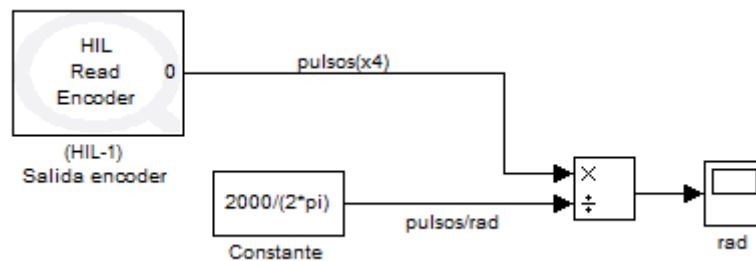 HIL
Read
Encoder
0
(HIL-1)
Salida encoder
pulsos(x4)
2000/(2*pi)
Constante
pulsos/rad
×
÷
rad